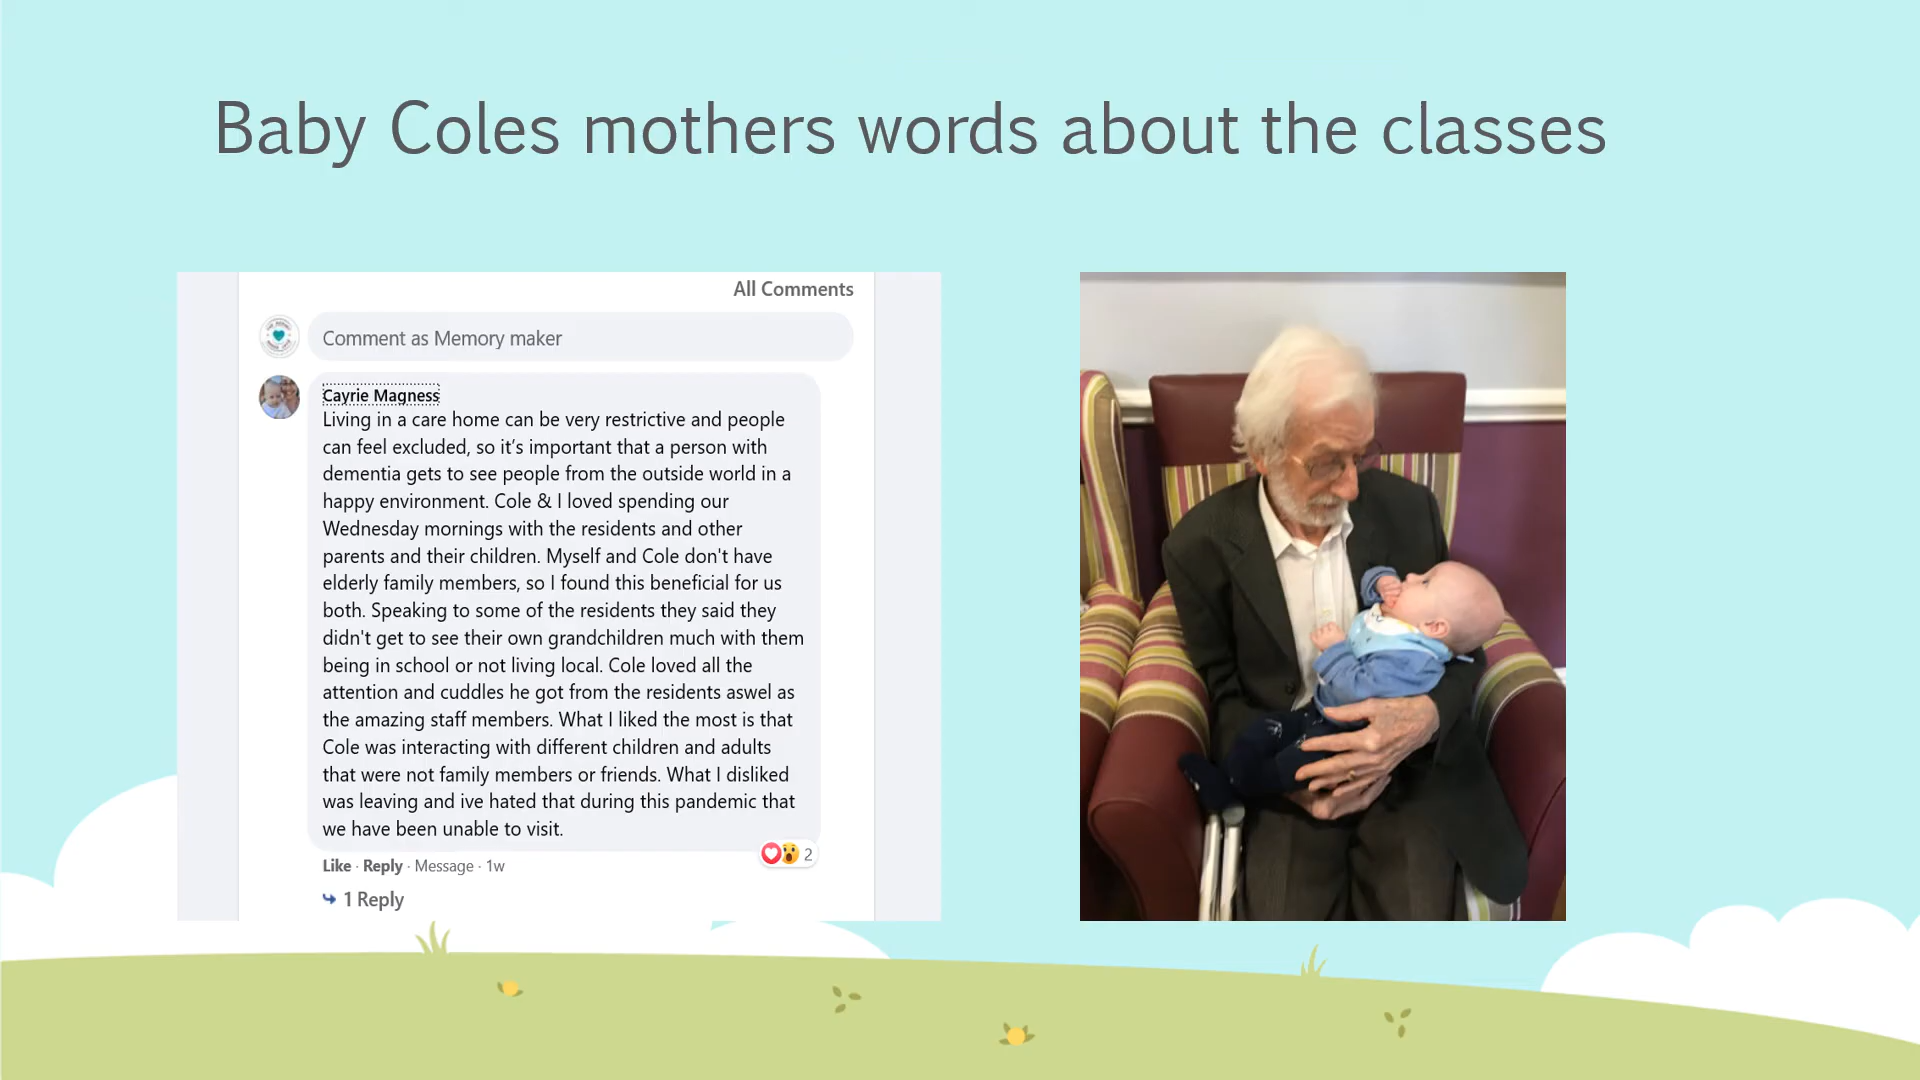 Baby Coles mothers words about the classes
All Comments
Comment as Memory maker
Cayrie Magness
Living in a care home can be very restrictive and people
can feel excluded, so it’s important that a person with
dementia gets to see people from the outside world in a
happy environment. Cole & I loved spending our
Wednesday mornings with the residents and other
parents and their children. Myself and Cole don't have
elderly family members, so I found this beneficial for us
both. Speaking to some of the residents they said they
didn't get to see their own grandchildren much with them
being in school or not living local. Cole loved all the
attention and cuddles he got from the residents aswel as
the amazing staff members. What I liked the most is that
Cole was interacting with different children and adults
that were not family members or friends. What I disliked
was leaving and ive hated that during this pandemic that
we have been unable to visit.
2
Like · Reply · Message · 1w
1 Reply